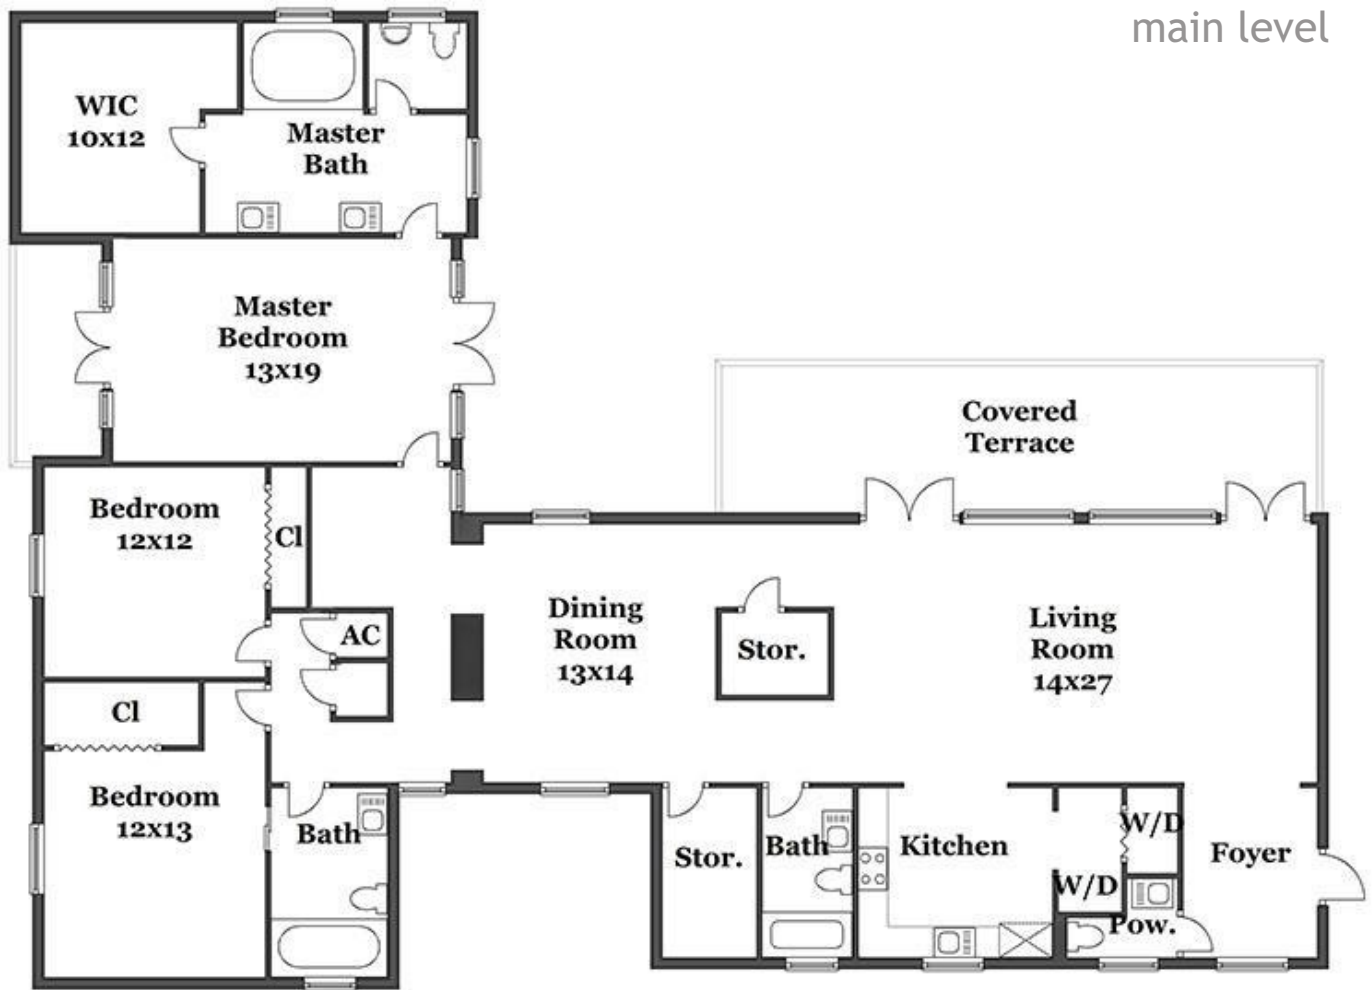 main level
WIC
10x12
Master
Bath
Master
Bedroom
13x19
Covered
Terrace
Bedroom
12x12
Cl
AC
Dining
Room
13x14
Stor.
Living
Room
14x27
Cl
Bedroom
12x13
Bath
Stor.
Bath
Kitchen
W/D
W/D
Foyer
Pow.